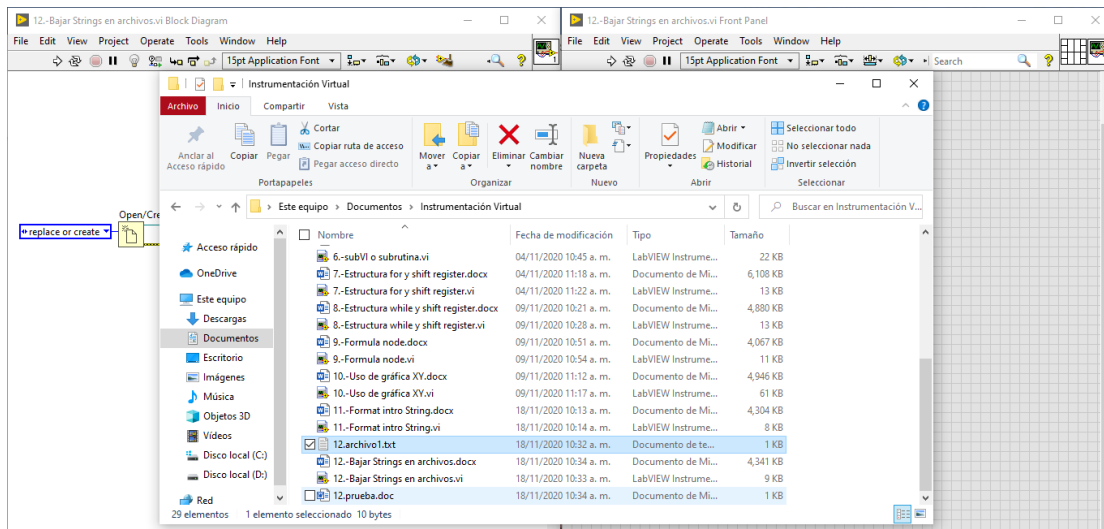 12.-Bajar Strings en archivos.vi Block Diagram
File Edit View Project Operate Tools Window Help
15pt Application Font
Open/Cre
replace or create
12.-Bajar Strings en archivos.vi Front Panel
File Edit View Project Operate Tools Window Help
15pt Application Font
Search
Instrumentación Virtual
Archivo Inicio Compartir Vista
Anclar al Acceso rápido
Copiar
Pegar
Cortar
Copiar ruta de acceso
Pegar acceso directo
Portapapeles
Mover a
Copiar a
Eliminar
Cambiar nombre
Organizar
Nueva carpeta
Nuevo
Propiedades
Abrir
Modificar
Historial
Abrir
Seleccionar todo
No seleccionar nada
Invertir selección
Seleccionar
Este equipo > Documentos > Instrumentación Virtual
Buscar en Instrumentación V...
Acceso rápido
OneDrive
Este equipo
Descargas
Documentos
Escritorio
Imágenes
Música
Objetos 3D
Vídeos
Disco local (C:)
Disco local (D:)
Red
Nombre Fecha de modificación Tipo Tamaño
6.-subVI o subrutina.vi 04/11/2020 10:45 a. m. LabVIEW Instrume... 22 KB
7.-Estructura for y shift register.docx 04/11/2020 11:18 a. m. Documento de Mi... 6,108 KB
7.-Estructura for y shift register.vi 04/11/2020 11:22 a. m. LabVIEW Instrume... 13 KB
8.-Estructura while y shift register.docx 09/11/2020 10:21 a. m. Documento de Mi... 4,880 KB
8.-Estructura while y shift register.vi 09/11/2020 10:28 a. m. LabVIEW Instrume... 13 KB
9.-Formula node.docx 09/11/2020 10:51 a. m. Documento de Mi... 4,067 KB
9.-Formula node.vi 09/11/2020 10:54 a. m. LabVIEW Instrume... 11 KB
10.-Uso de gráfica XY.docx 09/11/2020 11:12 a. m. Documento de Mi... 4,946 KB
10.-Uso de gráfica XY.vi 09/11/2020 11:17 a. m. LabVIEW Instrume... 61 KB
11.-Format intro String.docx 18/11/2020 10:13 a. m. Documento de Mi... 4,304 KB
11.-Format intro String.vi 18/11/2020 10:14 a. m. LabVIEW Instrume... 8 KB
12.archivo1.txt 18/11/2020 10:32 a. m. Documento de te... 1 KB
12.-Bajar Strings en archivos.docx 18/11/2020 10:34 a. m. Documento de Mi... 4,341 KB
12.-Bajar Strings en archivos.vi 18/11/2020 10:33 a. m. LabVIEW Instrume... 9 KB
12.prueba.doc 18/11/2020 10:34 a. m. Documento de Mi... 1 KB
29 elementos 1 elemento seleccionado 10 bytes